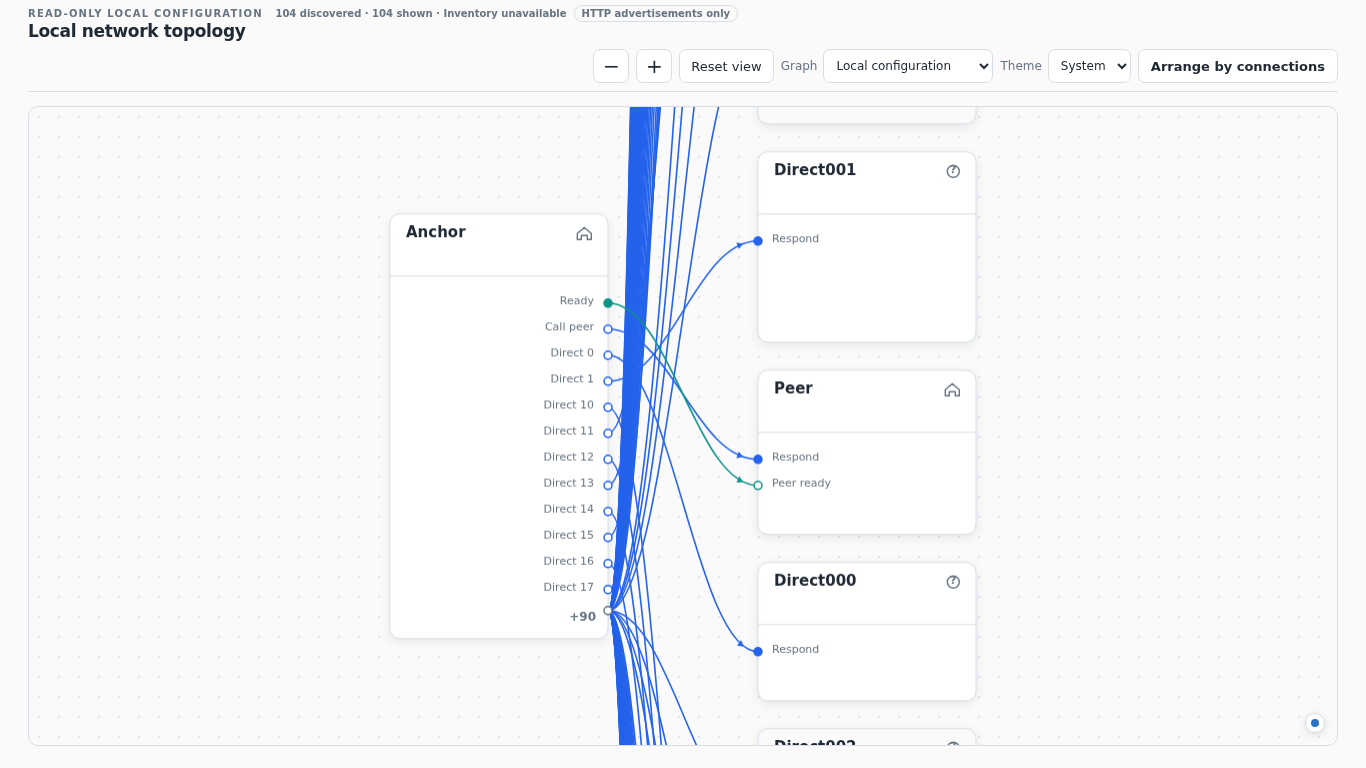 READ-ONLY LOCAL CONFIGURATION 104 discovered · 104 shown · Inventory unavailable HTTP advertisements only
Local network topology
− + Reset view Graph Local configuration Theme System Arrange by connections
Direct001
?
Respond
Anchor
Ready
Call peer
Direct 0
Direct 1
Direct 10
Direct 11
Direct 12
Direct 13
Direct 14
Direct 15
Direct 16
Direct 17
+90
Peer
Respond
Peer ready
Direct000
?
Respond
Direct002